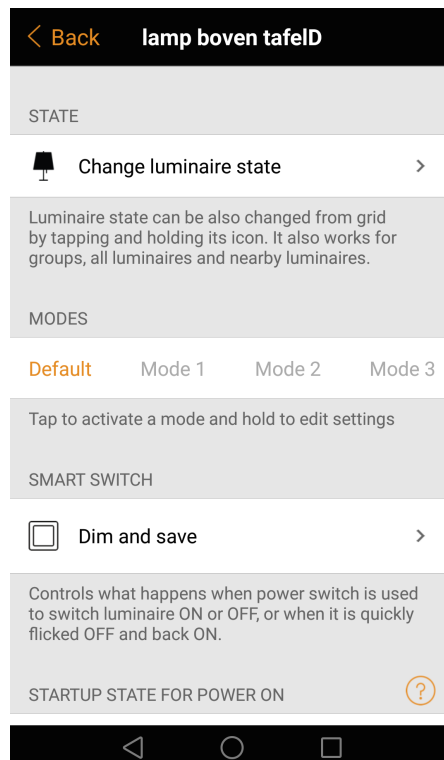 Back lamp boven tafelD
STATE
Change luminaire state
Luminaire state can be also changed from grid
by tapping and holding its icon. It also works for
groups, all luminaires and nearby luminaires.
MODES
Default Mode 1 Mode 2 Mode 3
Tap to activate a mode and hold to edit settings
SMART SWITCH
Dim and save
Controls what happens when power switch is used
to switch luminaire ON or OFF, or when it is quickly
flicked OFF and back ON.
STARTUP STATE FOR POWER ON ?